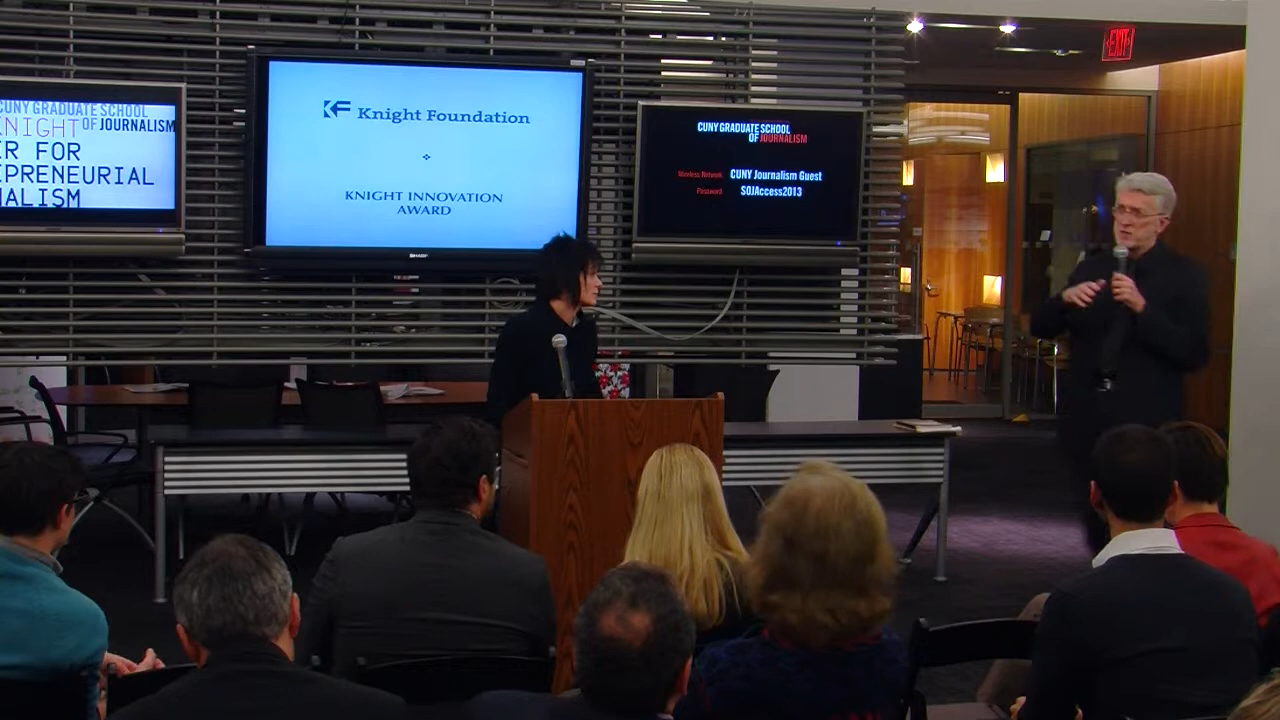 CUNY GRADUATE SCHOOL
KNIGHT OF JOURNALISM
R FOR
EPRENEURIAL
NALISM
KF Knight Foundation
KNIGHT INNOVATION
AWARD
SHARP
CUNY GRADUATE SCHOOL
OF JOURNALISM
Wireless Network: CUNY Journalism Guest
Password: SOJAccess2013
EXIT